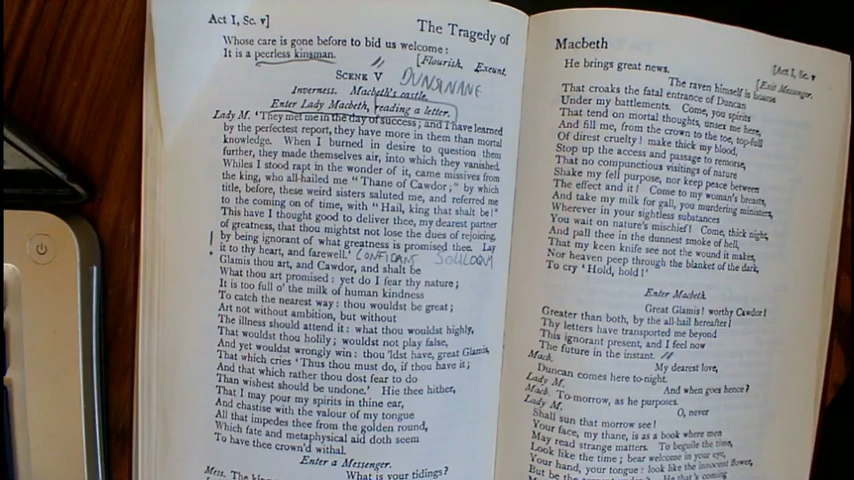 Act I, Sc. v]
The Tragedy of
Whose care is gone before to bid us welcome :
It is a peerless kinsman.
[Flourish. Exeunt.
SCENE V
DUNSINANE
Inverness. Macbeth's castle.
Enter Lady Macbeth, reading a letter.
Lady M. 'They met me in the day of success; and I have learned
by the perfectest report, they have more in them than mortal
knowledge. When I burned in desire to question them
further, they made themselves air, into which they vanished.
Whiles I stood rapt in the wonder of it, came missives from
the king, who all-hailed me "Thane of Cawdor;" by which
title, before, these weird sisters saluted me, and referred me
to the coming on of time, with "Hail, king that shalt be!"
This have I thought good to deliver thee, my dearest partner
of greatness, that thou mightst not lose the dues of rejoicing,
by being ignorant of what greatness is promised thee. Lay
it to thy heart, and farewell.' CONFIDANT SOLILOQUY
Glamis thou art, and Cawdor, and shalt be
What thou art promised : yet do I fear thy nature;
It is too full o' the milk of human kindness
To catch the nearest way : thou wouldst be great;
Art not without ambition, but without
The illness should attend it : what thou wouldst highly,
That wouldst thou holily; wouldst not play false,
And yet wouldst wrongly win: thou 'ldst have, great Glamis,
That which cries 'Thus thou must do, if thou have it;
And that which rather thou dost fear to do
Than wishest should be undone.' Hie thee hither,
That I may pour my spirits in thine ear,
And chastise with the valour of my tongue
All that impedes thee from the golden round,
Which fate and metaphysical aid doth seem
To have thee crown'd withal.
Enter a Messenger.
What is your tidings?
Mess. The king
Macbeth
[Act I, Sc. v
He brings great news.
[Exit Messenger.
The raven himself is hoarse
That croaks the fatal entrance of Duncan
Under my battlements. Come, you spirits
That tend on mortal thoughts, unsex me here,
And fill me, from the crown to the toe, top-full
Of direst cruelty! make thick my blood,
Stop up the access and passage to remorse,
That no compunctious visitings of nature
Shake my fell purpose, nor keep peace between
The effect and it! Come to my woman's breasts,
And take my milk for gall, you murdering ministers,
Wherever in your sightless substances
You wait on nature's mischief! Come, thick night,
And pall thee in the dunnest smoke of hell,
That my keen knife see not the wound it makes,
Nor heaven peep through the blanket of the dark,
To cry 'Hold, hold!'
Enter Macbeth.
Great Glamis! worthy Cawdor!
Greater than both, by the all-hail hereafter!
Thy letters have transported me beyond
This ignorant present, and I feel now
The future in the instant.
Macb. My dearest love,
Duncan comes here to-night.
Lady M. And when goes hence?
Macb. To-morrow, as he purposes.
Lady M. O, never
Shall sun that morrow see!
Your face, my thane, is as a book where men
May read strange matters. To beguile the time,
Look like the time; bear welcome in your eye,
Your hand, your tongue : look like the innocent flower,
But be the
He that's coming